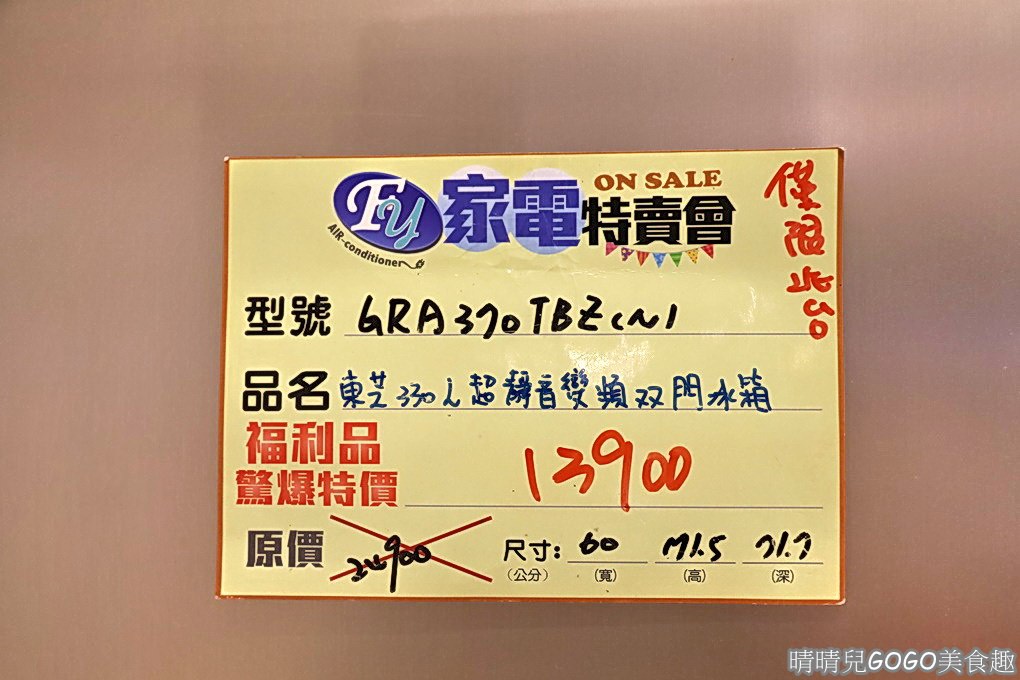 FY
AIR-conditioner
家電特賣會
ON SALE
僅限此台
型號 GRA370TBZ(N)
品名 東芝330L超靜音變頻双門冰箱
福利品
驚爆特價 13900
原價 24900
尺寸: 60 171.5 71.7
(公分) (寬) (高) (深)
晴晴兒GOGO美食趣